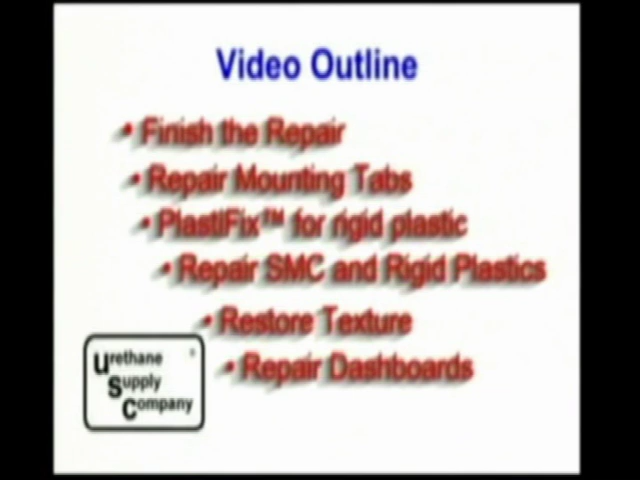 Video Outline
• Finish the Repair
• Repair Mounting Tabs
• PlastiFix™ for rigid plastic
• Repair SMC and Rigid Plastics
• Restore Texture
• Repair Dashboards
Urethane
Supply
Company